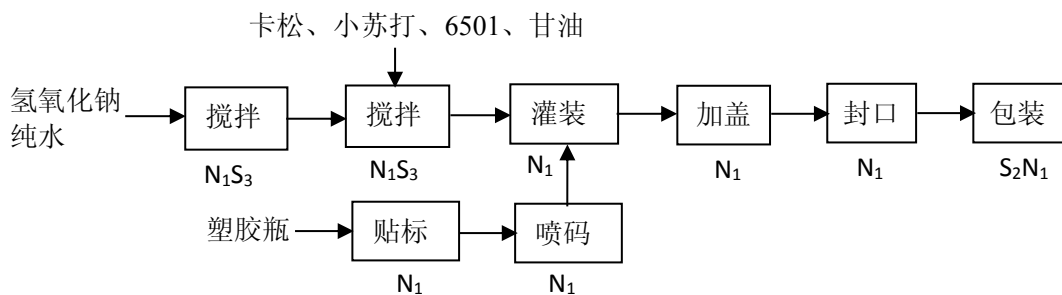 卡松、小苏打、6501、甘油
氢氧化钠
纯水
搅拌
搅拌
灌装
加盖
封口
包装
N₁S₃
N₁S₃
N₁
N₁
N₁
S₂N₁
塑胶瓶
贴标
喷码
N₁
N₁